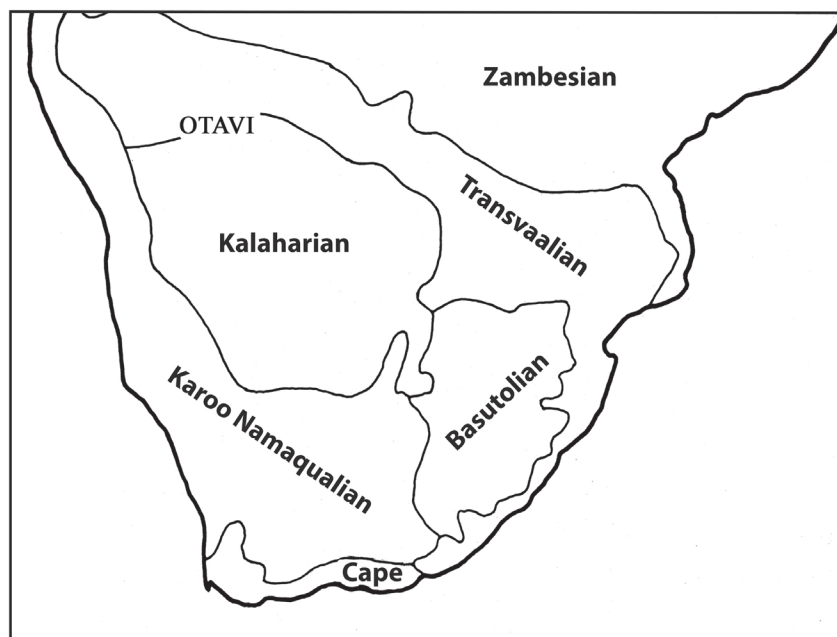 Zambesian
OTAVI
Transvaalian
Kalaharian
Karoo Namaqualian
Basutolian
Cape